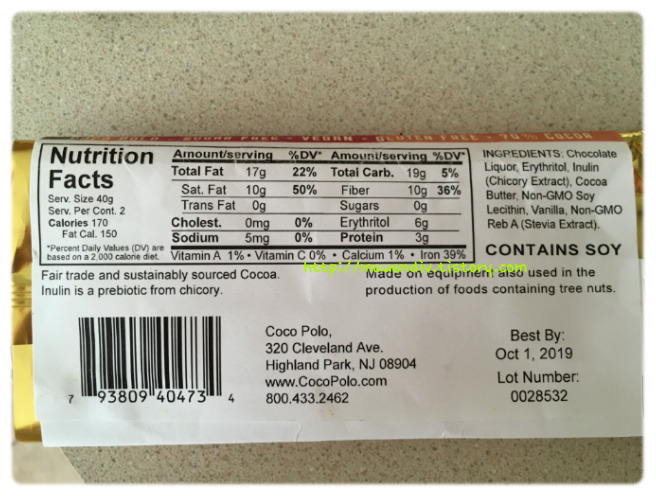 SUGAR FREE • VEGAN • GLUTEN FREE • 70% COCOA
Nutrition
Facts
Serv. Size 40g
Serv. Per Cont. 2
Calories 170
Fat Cal. 150
*Percent Daily Values (DV) are
based on a 2,000 calorie diet.
Amount/serving %DV* Amount/serving %DV*
Total Fat 17g 22% Total Carb. 19g 5%
Sat. Fat 10g 50% Fiber 10g 36%
Trans Fat 0g Sugars 0g
Cholest. 0mg 0% Erythritol 6g
Sodium 5mg 0% Protein 3g
Vitamin A 1% • Vitamin C 0% • Calcium 1% • Iron 39%
INGREDIENTS: Chocolate
Liquor, Erythritol, Inulin
(Chicory Extract), Cocoa
Butter, Non-GMO Soy
Lecithin, Vanilla, Non-GMO
Reb A (Stevia Extract).
CONTAINS SOY
Fair trade and sustainably sourced Cocoa.
Inulin is a prebiotic from chicory.
Made on equipment also used in the
production of foods containing tree nuts.
7 93809 40473 4
Coco Polo,
320 Cleveland Ave.
Highland Park, NJ 08904
www.CocoPolo.com
800.433.2462
Best By:
Oct 1, 2019
Lot Number:
0028532